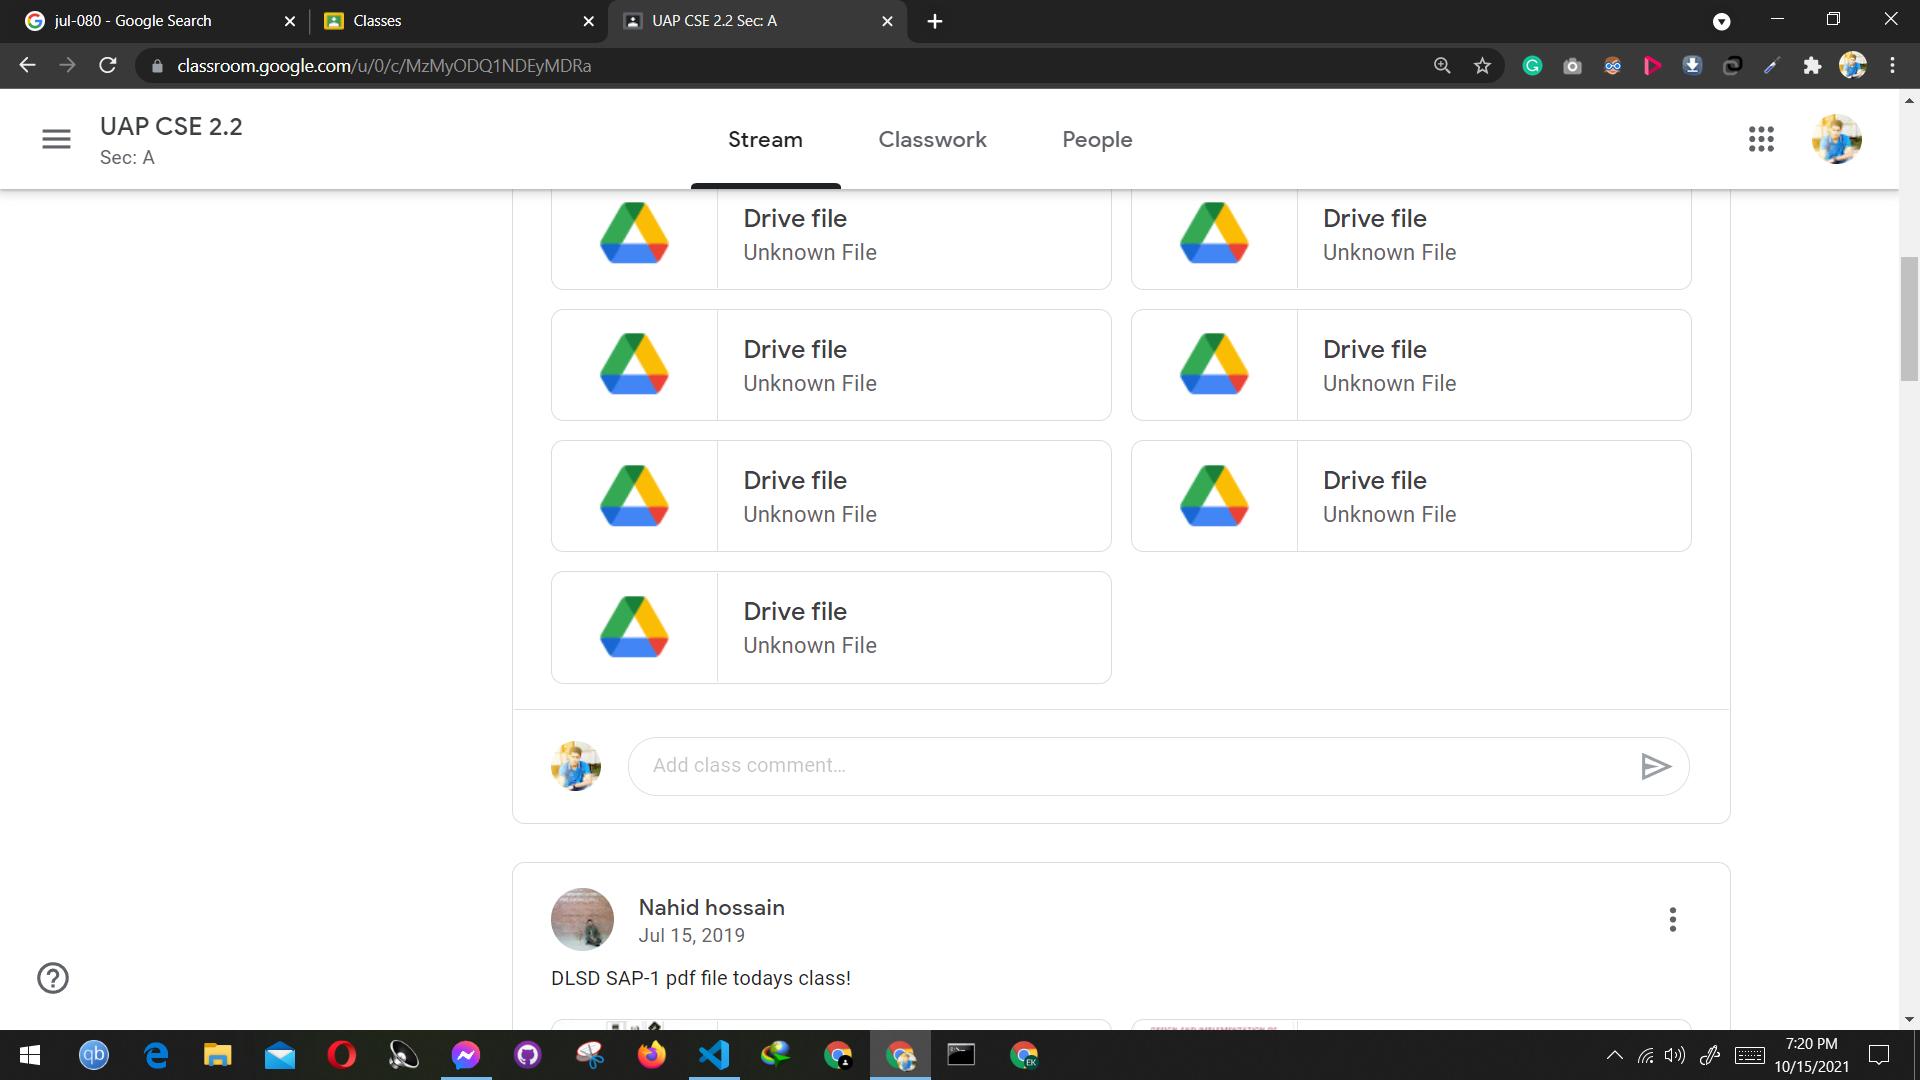 jul-080 - Google Search
Classes
UAP CSE 2.2 Sec: A
classroom.google.com/u/0/c/MzMyODQ1NDEyMDRa
UAP CSE 2.2
Sec: A
Stream
Classwork
People
Drive file
Unknown File
Drive file
Unknown File
Drive file
Unknown File
Drive file
Unknown File
Drive file
Unknown File
Drive file
Unknown File
Drive file
Unknown File
Add class comment...
Nahid hossain
Jul 15, 2019
DLSD SAP-1 pdf file todays class!
qb
EK
7:20 PM
10/15/2021